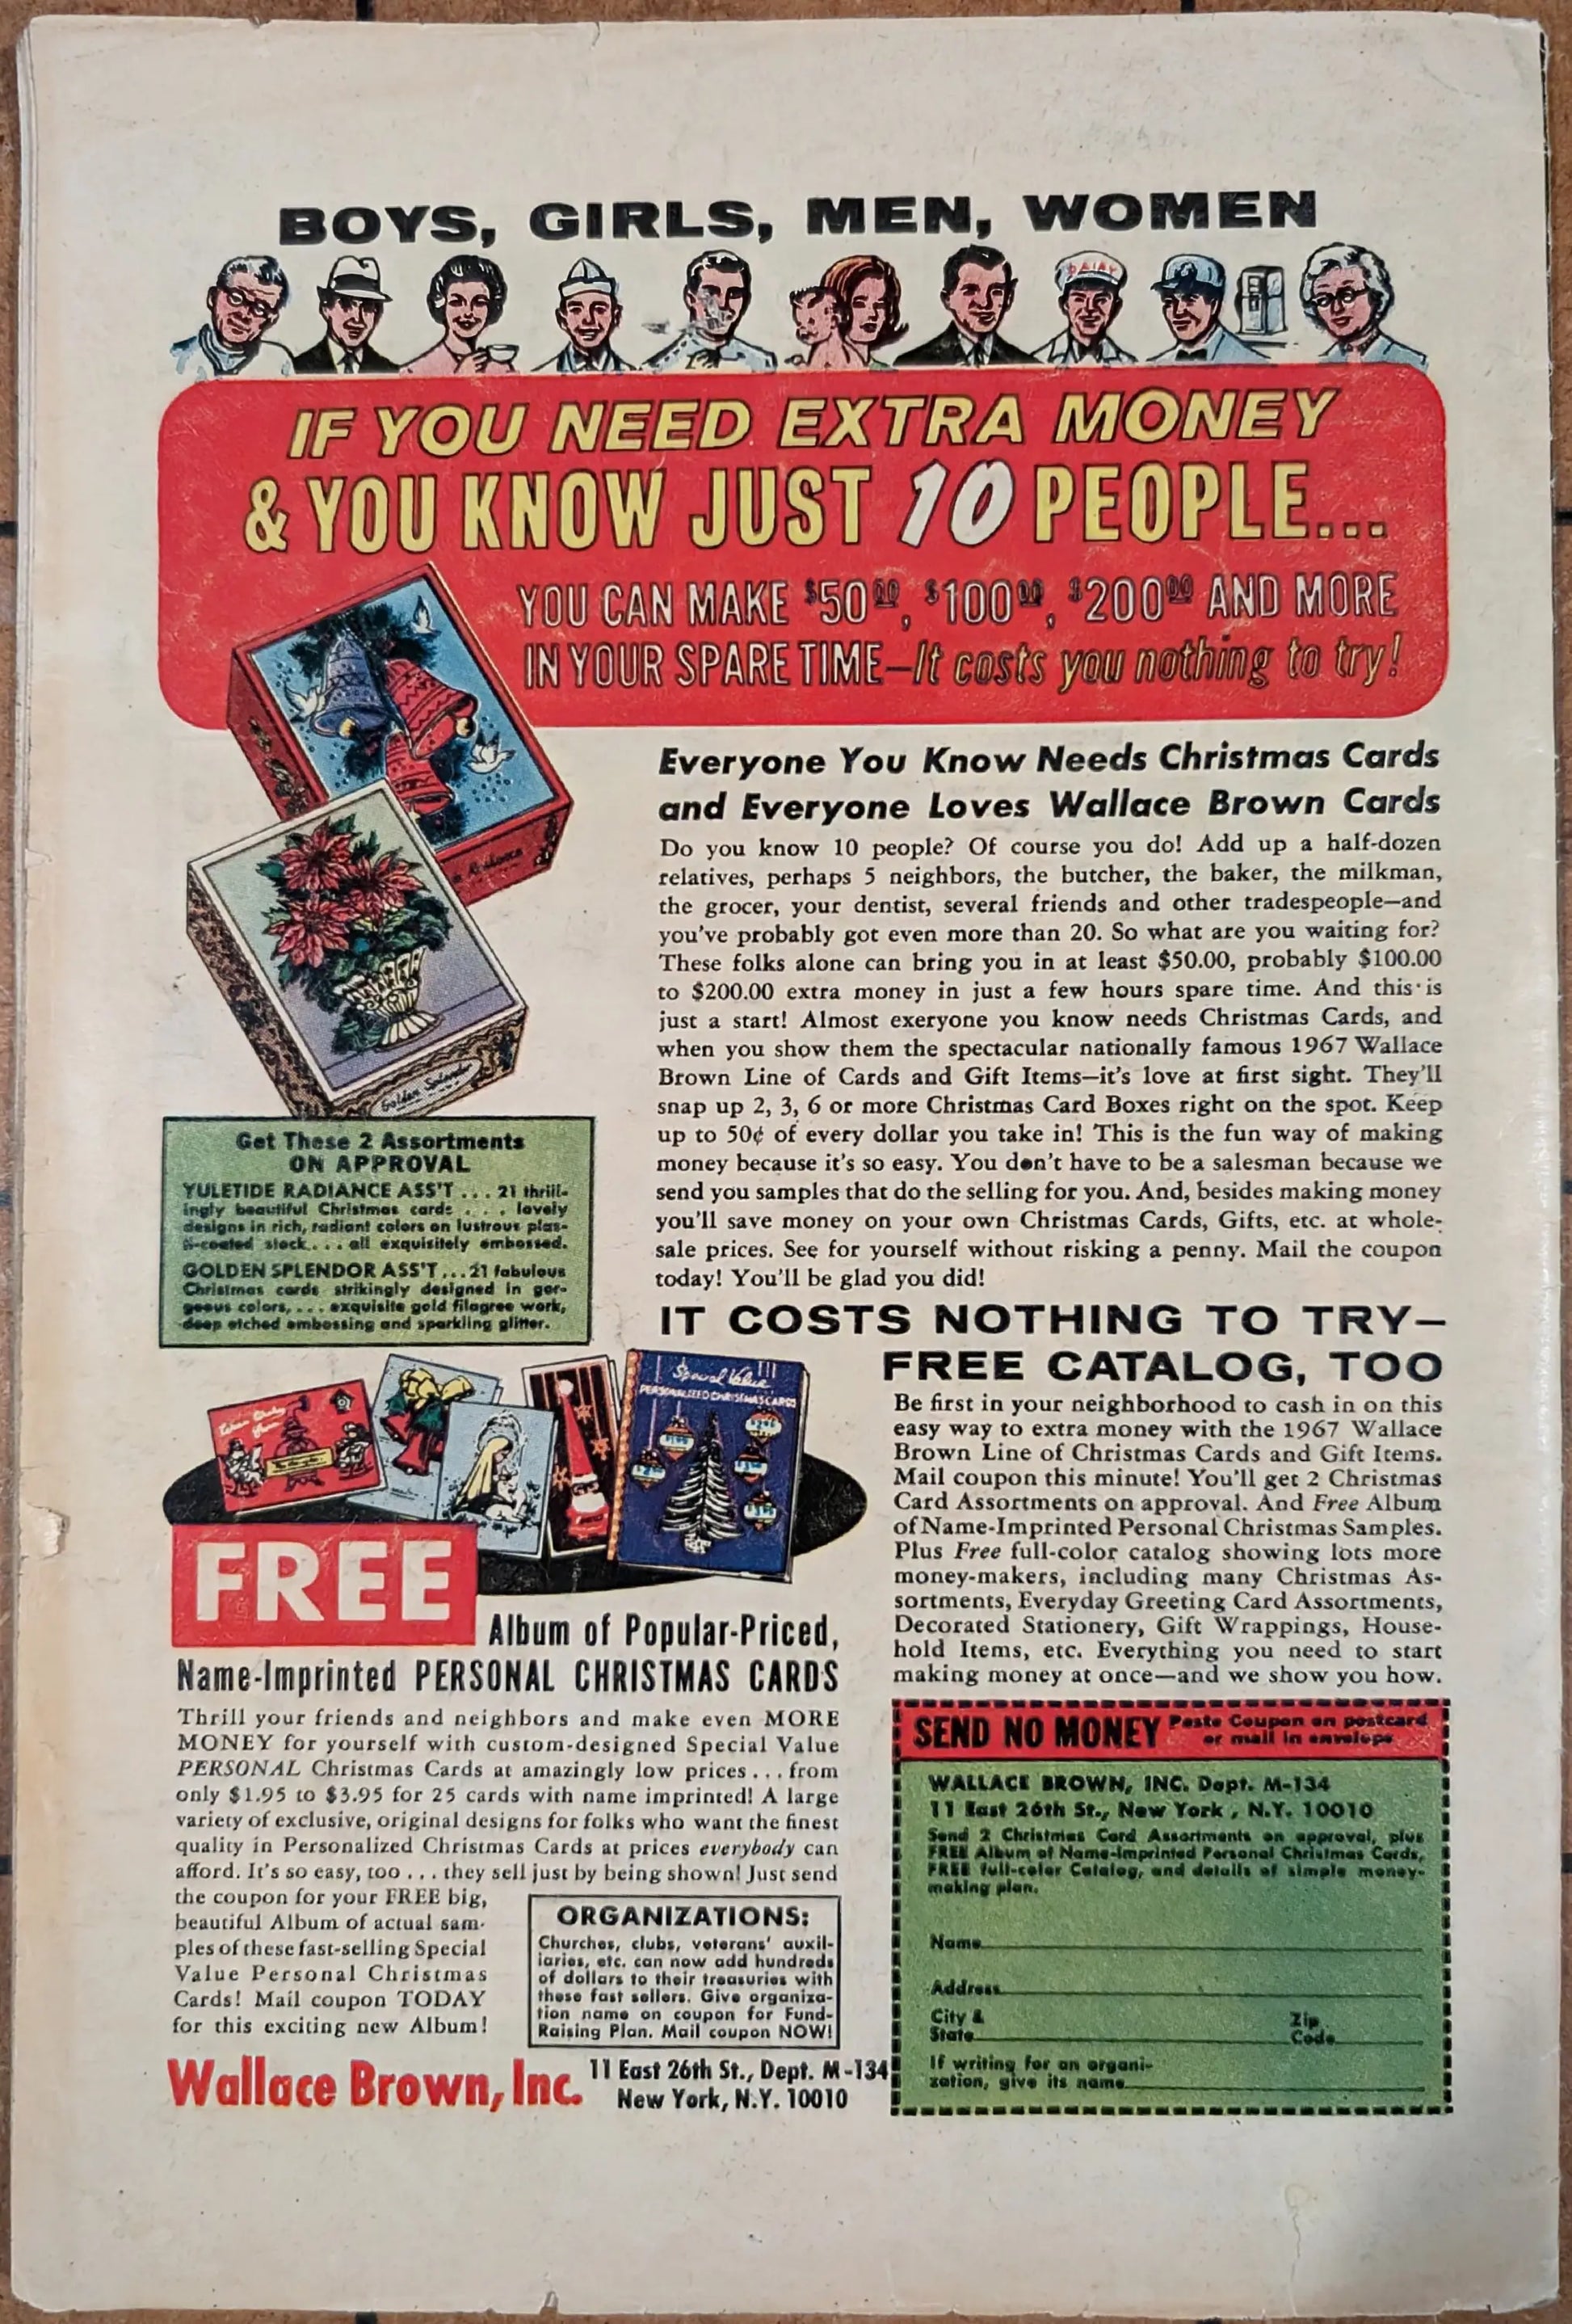 BOYS, GIRLS, MEN, WOMEN
DAIRY
IF YOU NEED EXTRA MONEY
& YOU KNOW JUST 10 PEOPLE...
YOU CAN MAKE $50.00, $100.00, $200.00 AND MORE
IN YOUR SPARE TIME—It costs you nothing to try!
Everyone You Know Needs Christmas Cards
and Everyone Loves Wallace Brown Cards
Do you know 10 people? Of course you do! Add up a half-dozen
relatives, perhaps 5 neighbors, the butcher, the baker, the milkman,
the grocer, your dentist, several friends and other tradespeople—and
you've probably got even more than 20. So what are you waiting for?
These folks alone can bring you in at least $50.00, probably $100.00
to $200.00 extra money in just a few hours spare time. And this is
just a start! Almost exeryone you know needs Christmas Cards, and
when you show them the spectacular nationally famous 1967 Wallace
Brown Line of Cards and Gift Items—it's love at first sight. They'll
snap up 2, 3, 6 or more Christmas Card Boxes right on the spot. Keep
up to 50¢ of every dollar you take in! This is the fun way of making
money because it's so easy. You don't have to be a salesman because we
send you samples that do the selling for you. And, besides making money
you'll save money on your own Christmas Cards, Gifts, etc. at whole-
sale prices. See for yourself without risking a penny. Mail the coupon
today! You'll be glad you did!
Golden Splendor
Get These 2 Assortments
ON APPROVAL
YULETIDE RADIANCE ASS'T . . . 21 thrill-
ingly beautiful Christmas cards . . . lovely
designs in rich, radiant colors on lustrous plas-
ti-coated stock. . . . all exquisitely embossed.
GOLDEN SPLENDOR ASS'T . . . 21 fabulous
Christmas cards strikingly designed in gor-
geous colors, . . . exquisite gold filagree work,
deep etched embossing and sparkling glitter.
IT COSTS NOTHING TO TRY—
FREE CATALOG, TOO
Be first in your neighborhood to cash in on this
easy way to extra money with the 1967 Wallace
Brown Line of Christmas Cards and Gift Items.
Mail coupon this minute! You'll get 2 Christmas
Card Assortments on approval. And Free Album
of Name-Imprinted Personal Christmas Samples.
Plus Free full-color catalog showing lots more
money-makers, including many Christmas As-
sortments, Everyday Greeting Card Assortments,
Decorated Stationery, Gift Wrappings, House-
hold Items, etc. Everything you need to start
making money at once—and we show you how.
Special Value
PERSONALIZED CHRISTMAS CARDS
FREE
Album of Popular-Priced,
Name-Imprinted PERSONAL CHRISTMAS CARDS
Thrill your friends and neighbors and make even MORE
MONEY for yourself with custom-designed Special Value
PERSONAL Christmas Cards at amazingly low prices . . . from
only $1.95 to $3.95 for 25 cards with name imprinted! A large
variety of exclusive, original designs for folks who want the finest
quality in Personalized Christmas Cards at prices everybody can
afford. It's so easy, too . . . they sell just by being shown! Just send
the coupon for your FREE big,
beautiful Album of actual sam-
ples of these fast-selling Special
Value Personal Christmas
Cards! Mail coupon TODAY
for this exciting new Album!
ORGANIZATIONS:
Churches, clubs, veterans' auxil-
iaries, etc. can now add hundreds
of dollars to their treasuries with
these fast sellers. Give organiza-
tion name on coupon for Fund-
Raising Plan. Mail coupon NOW!
Wallace Brown, Inc.
11 East 26th St., Dept. M-134
New York, N.Y. 10010
SEND NO MONEY
Paste Coupon on postcard
or mail in envelope
WALLACE BROWN, INC. Dept. M-134
11 East 26th St., New York, N.Y. 10010
Send 2 Christmas Card Assortments on approval, plus
FREE Album of Name-Imprinted Personal Christmas Cards,
FREE full-color Catalog, and details of simple money-
making plan.
Name
Address
City &
State
Zip
Code
If writing for an organi-
zation, give its name